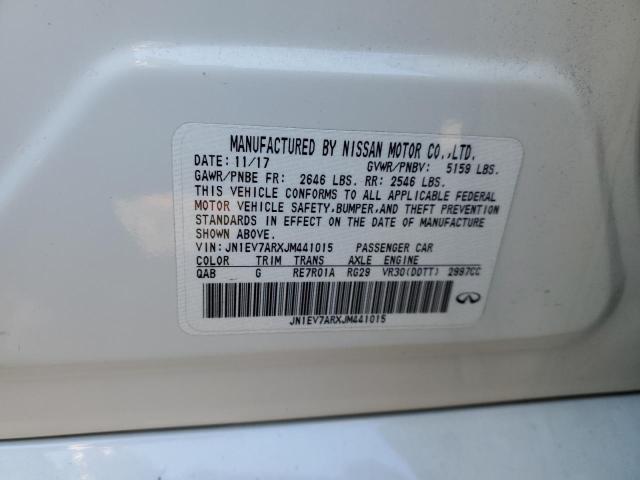 MANUFACTURED BY NISSAN MOTOR CO.,LTD.
DATE: 11/17 GVWR/PNBV: 5159 LBS.
GAWR/PNBE FR: 2646 LBS. RR: 2546 LBS.
THIS VEHICLE CONFORMS TO ALL APPLICABLE FEDERAL
MOTOR VEHICLE SAFETY,BUMPER,AND THEFT PREVENTION
STANDARDS IN EFFECT ON THE DATE OF MANUFACTURE
SHOWN ABOVE.
VIN: JN1EV7ARXJM441015 PASSENGER CAR
COLOR TRIM TRANS AXLE ENGINE
QAB G RE7R01A RG29 VR30(DDTT) 2997CC
JN1EV7ARXJM441015